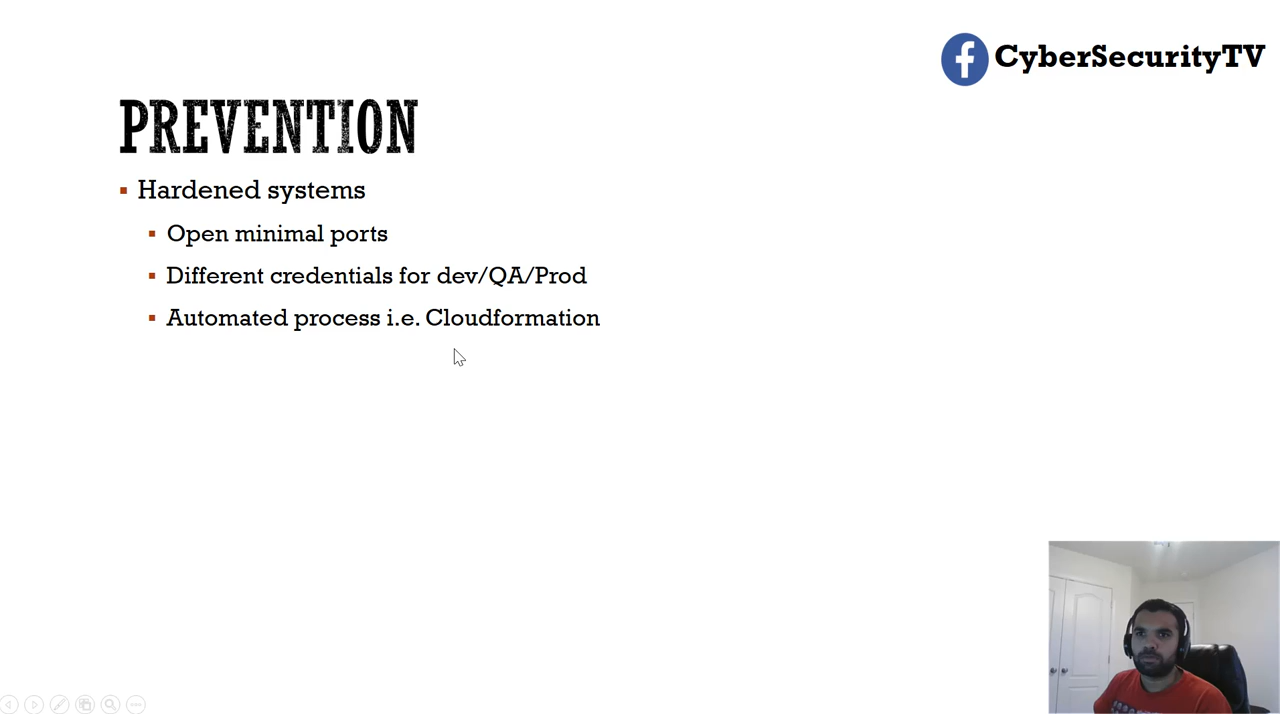 CyberSecurityTV
PREVENTION
Hardened systems
Open minimal ports
Different credentials for dev/QA/Prod
Automated process i.e. Cloudformation